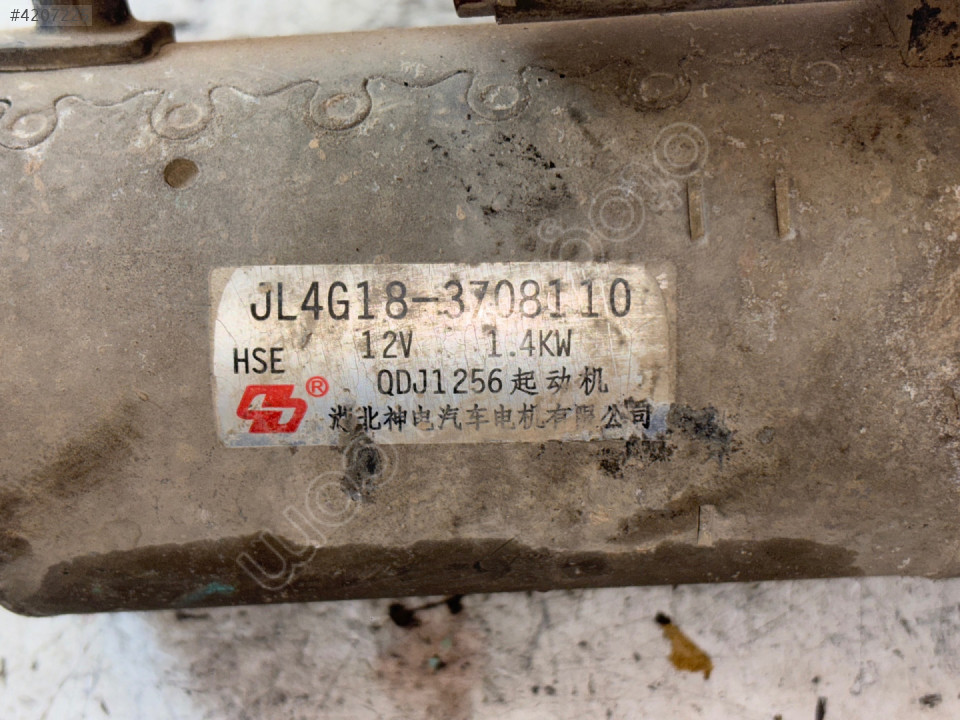 JL4G18-3708110
12V 1.4KW
HSE
QDJ1256起动机
®
湖北神电汽车电机有限公司